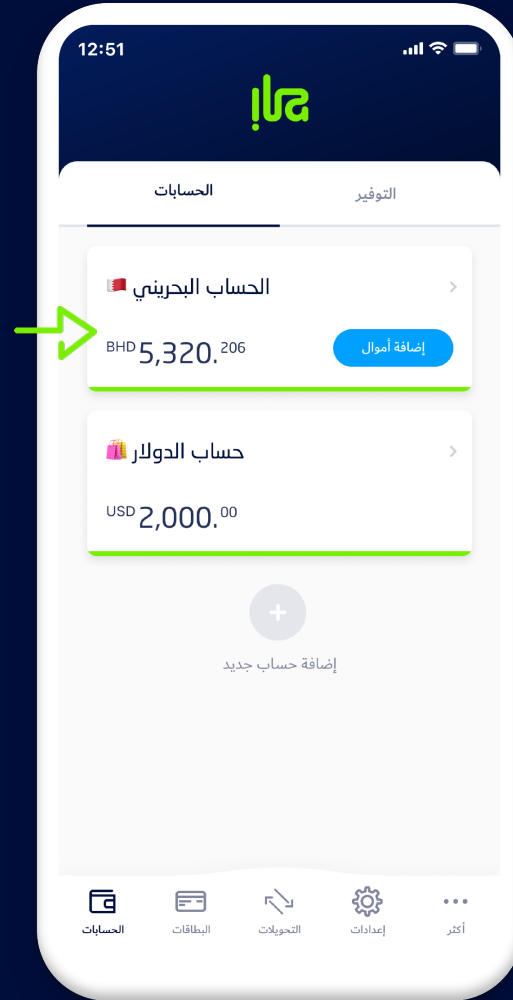 12:51
ila
الحسابات
التوفير
الحساب البحريني 🇧🇭
BHD 5,320.206
إضافة أموال
حساب الدولار 🛍️
USD 2,000.00
إضافة حساب جديد
الحسابات
البطاقات
التحويلات
إعدادات
أكثر